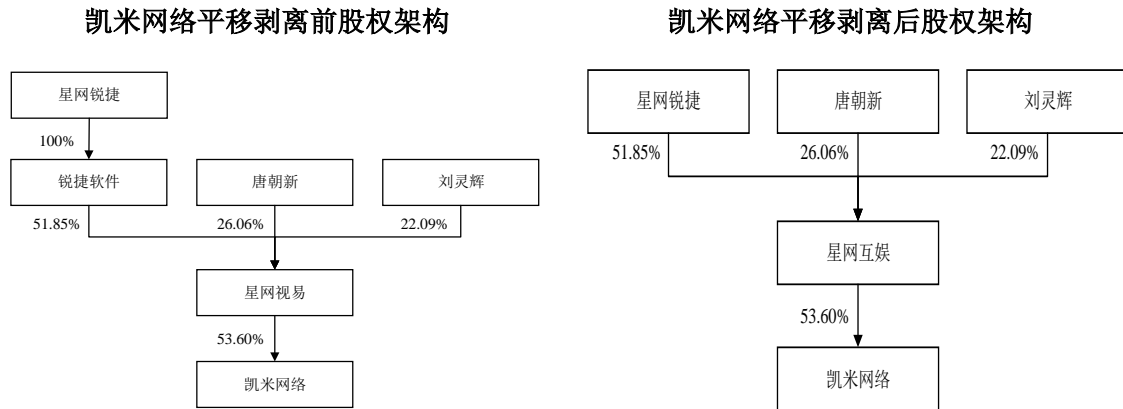 凯米网络平移剥离前股权架构
星网锐捷
100%
锐捷软件
唐朝新
刘灵辉
51.85%
26.06%
22.09%
星网视易
53.60%
凯米网络
凯米网络平移剥离后股权架构
星网锐捷
唐朝新
刘灵辉
51.85%
26.06%
22.09%
星网互娱
53.60%
凯米网络